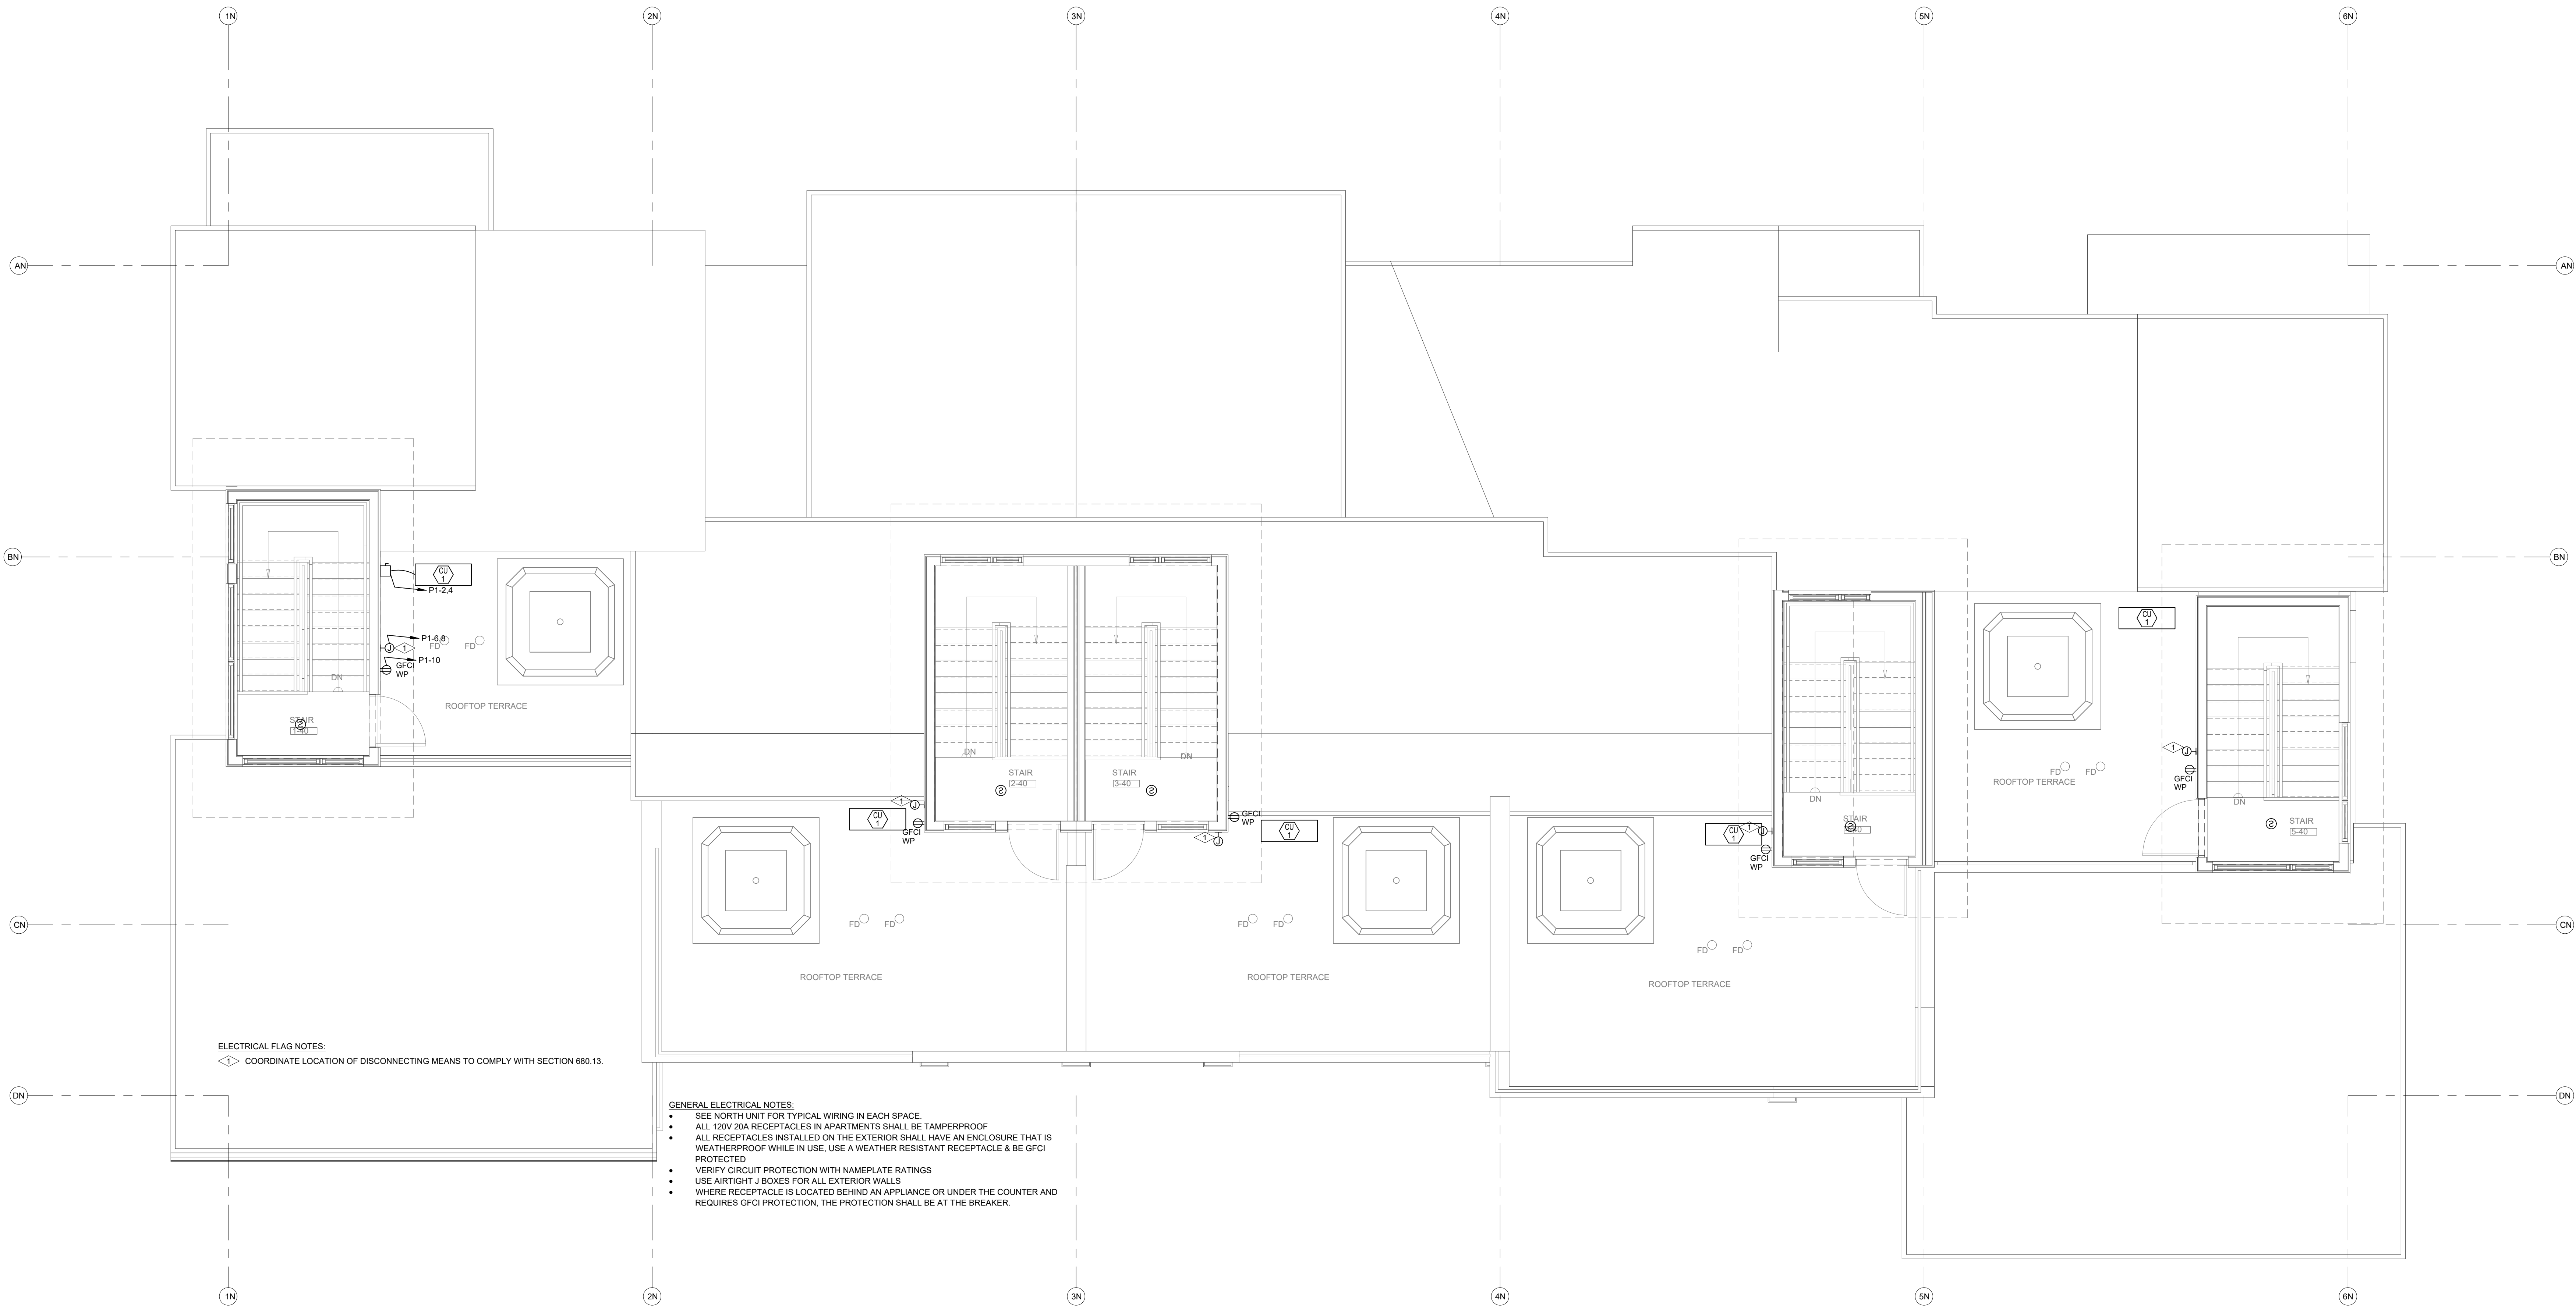 1N
2N
3N
4N
5N
6N
AN
AN
BN
BN
CU
1
P1-2,4
P1-6,8
J
1
FD
FD
P1-10
GFCI
WP
DN
ROOFTOP TERRACE
STAIR
1-40
S
DN
DN
STAIR
2-40
S
STAIR
3-40
S
1
J
CU
1
GFCI
WP
GFCI
WP
CU
1
1
J
FD
FD
ROOFTOP TERRACE
FD
FD
ROOFTOP TERRACE
DN
STAIR
S
CU
1
1
J
GFCI
WP
FD
FD
ROOFTOP TERRACE
CU
1
1
J
GFCI
WP
FD
FD
ROOFTOP TERRACE
DN
STAIR
5-40
S
CN
CN
ELECTRICAL FLAG NOTES:
1 COORDINATE LOCATION OF DISCONNECTING MEANS TO COMPLY WITH SECTION 680.13.
DN
DN
GENERAL ELECTRICAL NOTES:
• SEE NORTH UNIT FOR TYPICAL WIRING IN EACH SPACE.
• ALL 120V 20A RECEPTACLES IN APARTMENTS SHALL BE TAMPERPROOF
• ALL RECEPTACLES INSTALLED ON THE EXTERIOR SHALL HAVE AN ENCLOSURE THAT IS
WEATHERPROOF WHILE IN USE, USE A WEATHER RESISTANT RECEPTACLE & BE GFCI
PROTECTED
• VERIFY CIRCUIT PROTECTION WITH NAMEPLATE RATINGS
• USE AIRTIGHT J BOXES FOR ALL EXTERIOR WALLS
• WHERE RECEPTACLE IS LOCATED BEHIND AN APPLIANCE OR UNDER THE COUNTER AND
REQUIRES GFCI PROTECTION, THE PROTECTION SHALL BE AT THE BREAKER.
1N
2N
3N
4N
5N
6N